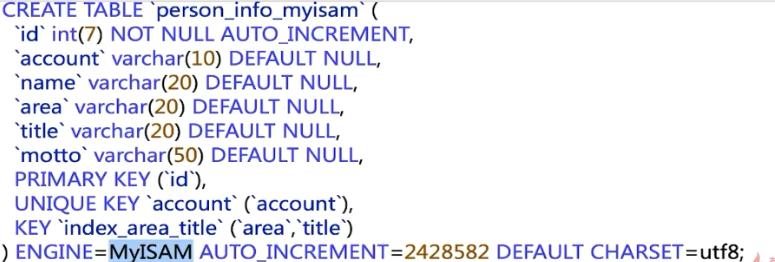 CREATE TABLE `person_info_myisam` (
`id` int(7) NOT NULL AUTO_INCREMENT,
`account` varchar(10) DEFAULT NULL,
`name` varchar(20) DEFAULT NULL,
`area` varchar(20) DEFAULT NULL,
`title` varchar(20) DEFAULT NULL,
`motto` varchar(50) DEFAULT NULL,
PRIMARY KEY (`id`),
UNIQUE KEY `account` (`account`),
KEY `index_area_title` (`area`,`title`)
) ENGINE=MyISAM AUTO_INCREMENT=2428582 DEFAULT CHARSET=utf8;